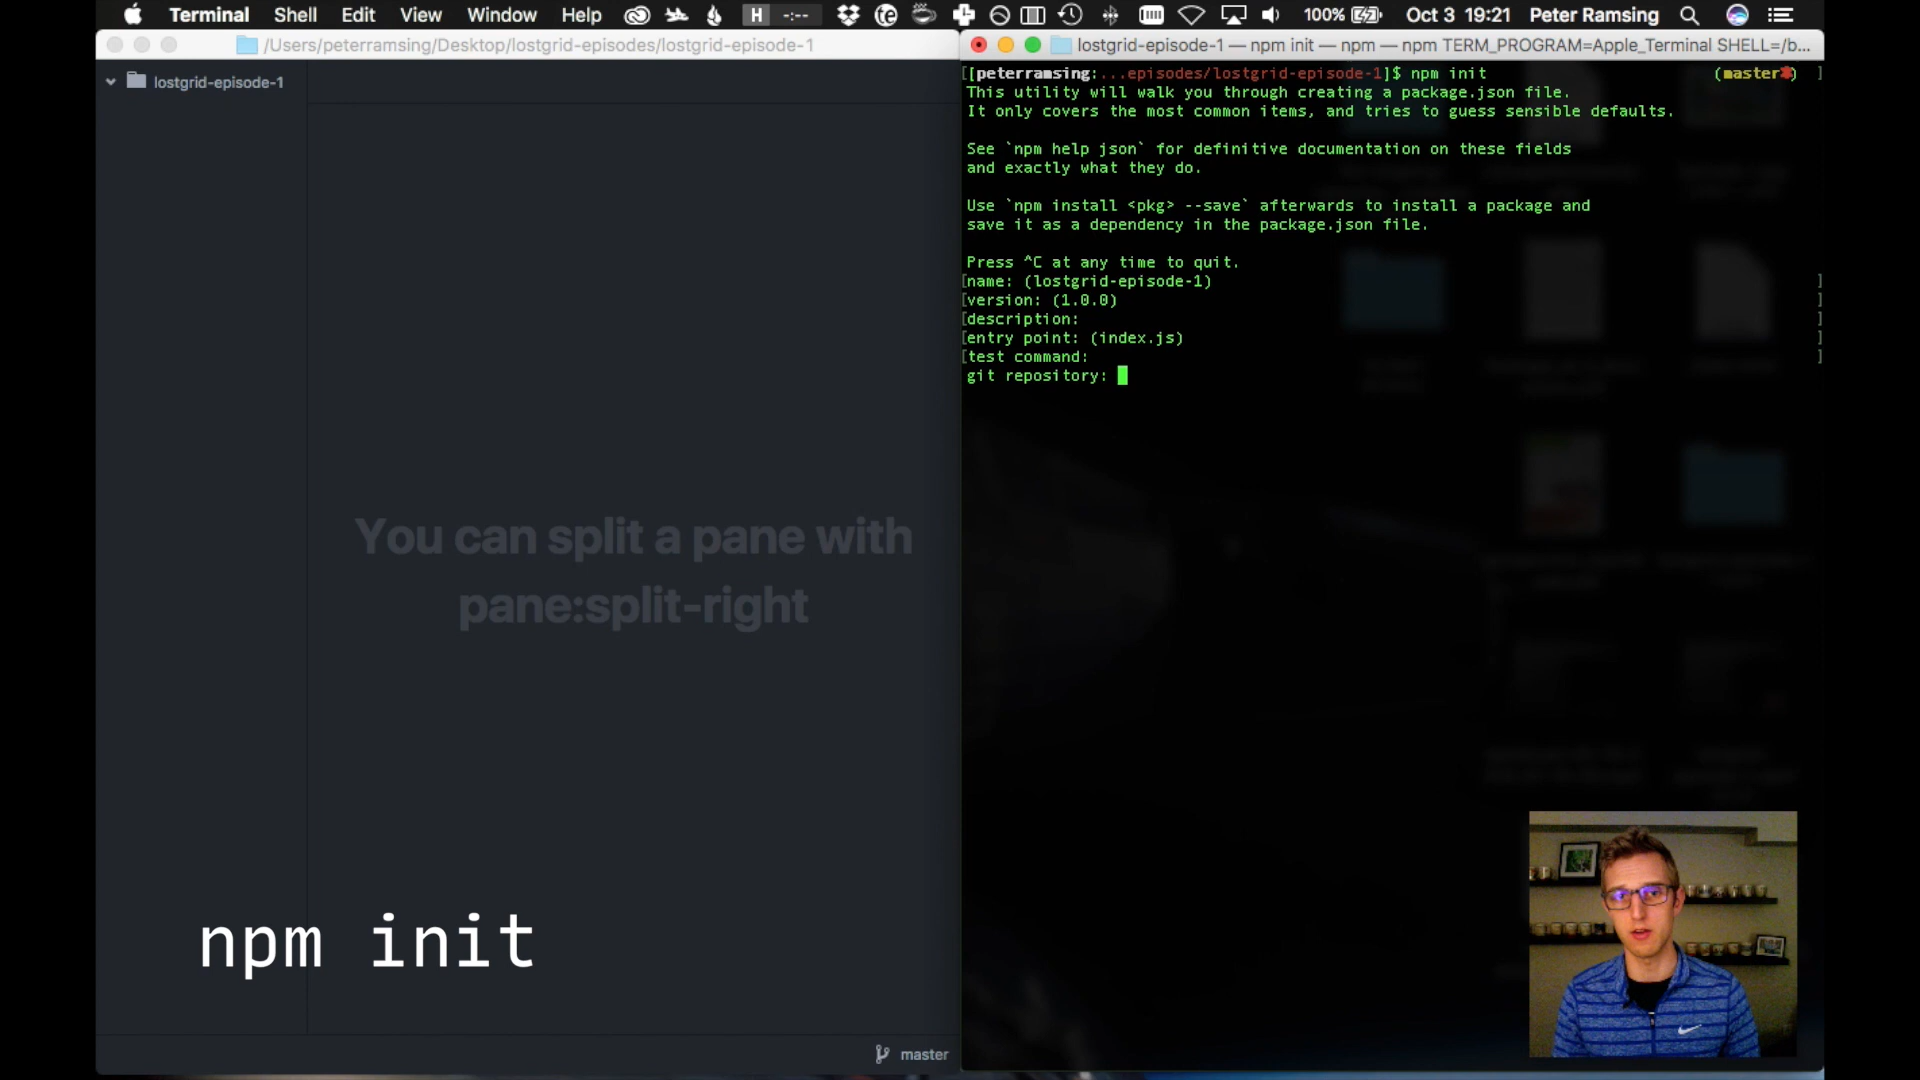 Terminal Shell Edit View Window Help H -:-- 100% Oct 3 19:21 Peter Ramsing
/Users/peterramsing/Desktop/lostgrid-episodes/lostgrid-episode-1
lostgrid-episode-1
You can split a pane with
pane:split-right
npm init
master
lostgrid-episode-1 — npm init — npm — npm TERM_PROGRAM=Apple_Terminal SHELL=/b...
[[peterramsing:...episodes/lostgrid-episode-1]$ npm init (master✖) ]
This utility will walk you through creating a package.json file.
It only covers the most common items, and tries to guess sensible defaults.
See `npm help json` for definitive documentation on these fields
and exactly what they do.
Use `npm install <pkg> --save` afterwards to install a package and
save it as a dependency in the package.json file.
Press ^C at any time to quit.
[name: (lostgrid-episode-1) ]
[version: (1.0.0) ]
[description: ]
[entry point: (index.js) ]
[test command: ]
git repository: